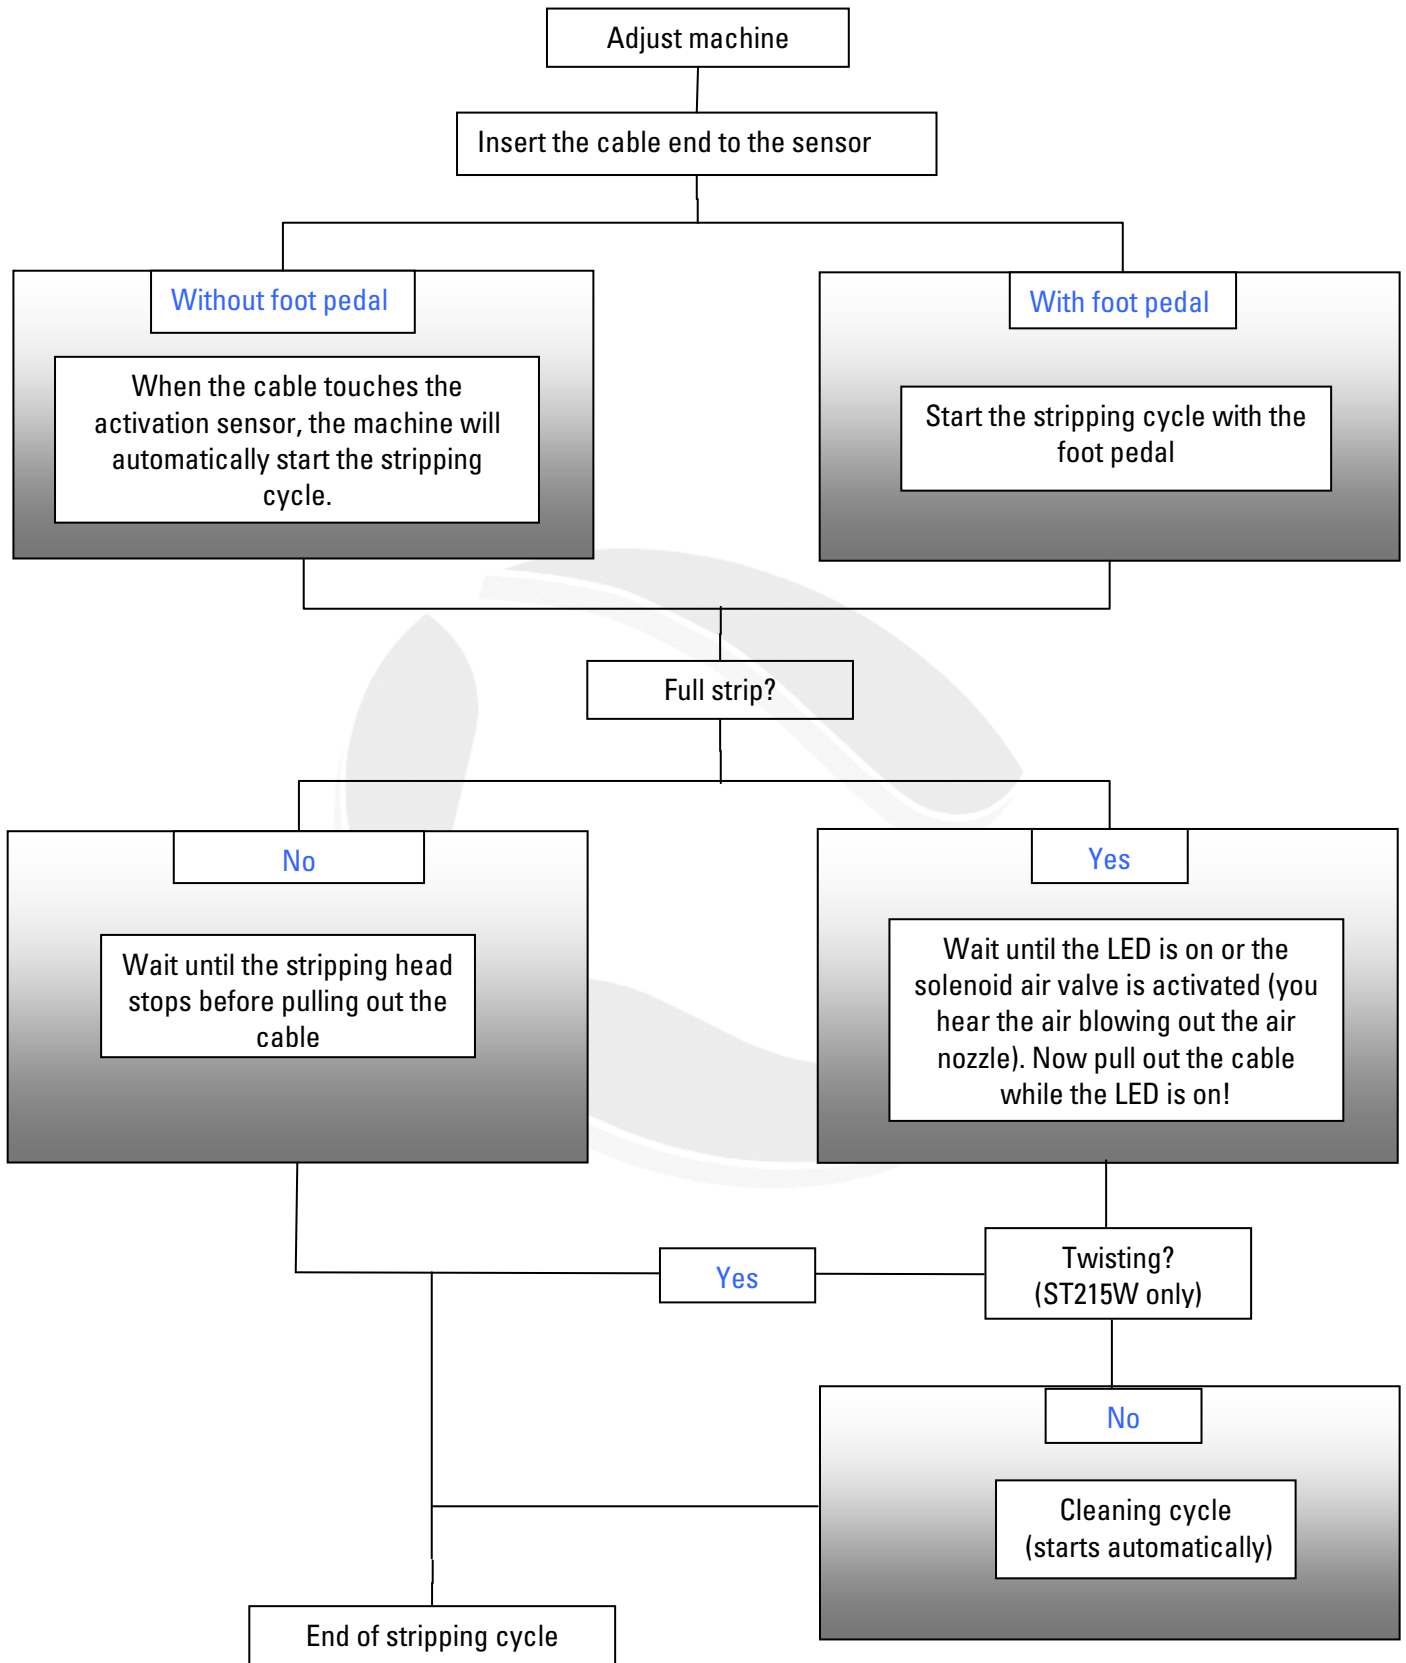 Adjust machine
Insert the cable end to the sensor
Without foot pedal
When the cable touches the
activation sensor, the machine will
automatically start the stripping
cycle.
With foot pedal
Start the stripping cycle with the
foot pedal
Full strip?
No
Wait until the stripping head
stops before pulling out the
cable
Yes
Wait until the LED is on or the
solenoid air valve is activated (you
hear the air blowing out the air
nozzle). Now pull out the cable
while the LED is on!
Twisting?
(ST215W only)
Yes
No
Cleaning cycle
(starts automatically)
End of stripping cycle